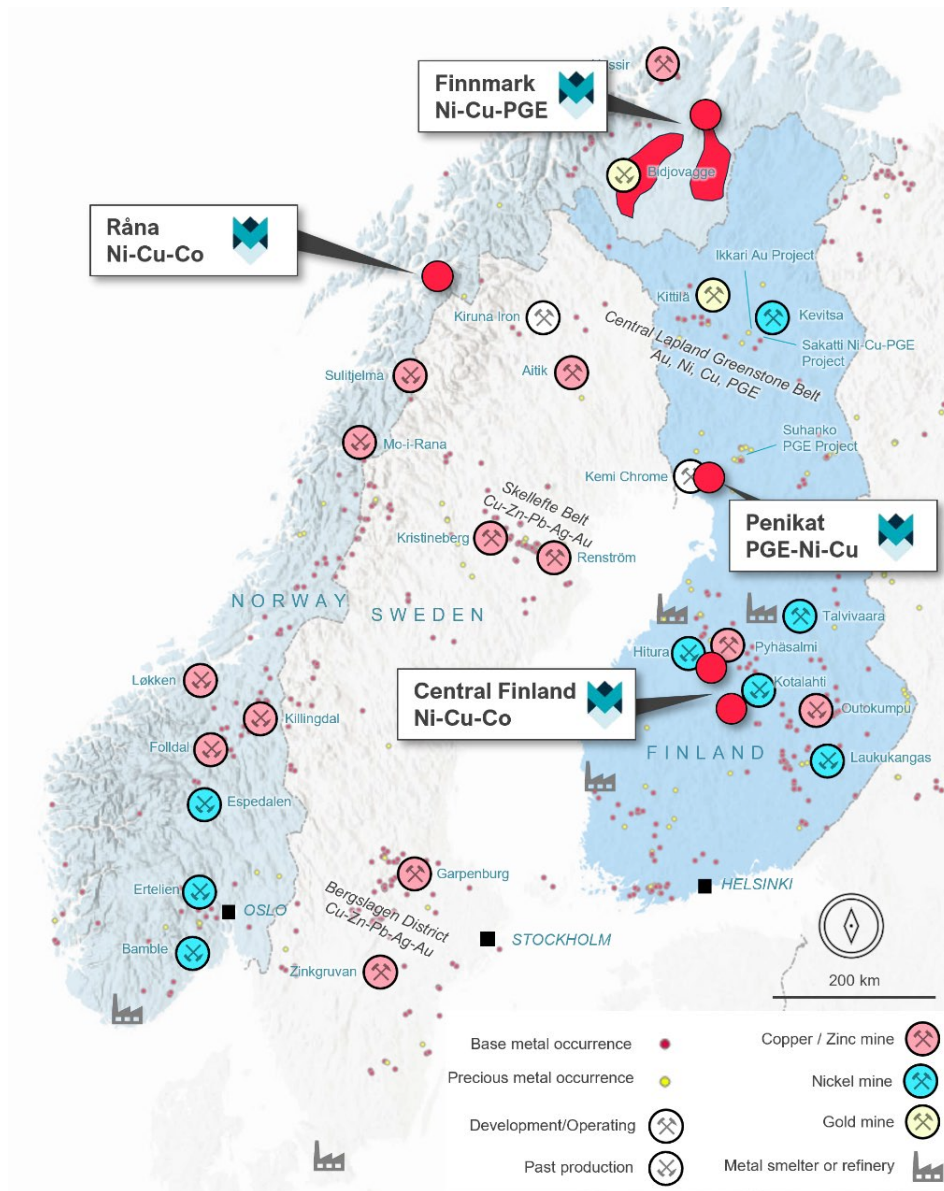 Finnmark
Ni-Cu-PGE
Bidjovagge
Råna
Ni-Cu-Co
Ikkari Au Project
Kittilä
Kevitsa
Kiruna Iron
Sakatti Ni-Cu-PGE
Project
Central Lapland Greenstone Belt
Au, Ni, Cu, PGE
Sulitjelma
Aitik
Mo-i-Rana
Suhanko
PGE Project
Kemi Chrome
Skellefte Belt
Cu-Zn-Pb-Ag-Au
Penikat
PGE-Ni-Cu
Kristineberg
Renström
NORWAY
SWEDEN
Talvivaara
Hitura
Pyhäsalmi
Løkken
Central Finland
Ni-Cu-Co
Kotalahti
Killingdal
Outokumpu
Folldal
FINLAND
Laukukangas
Espedalen
Garpenburg
Ertelien
HELSINKI
OSLO
Bergslagen District
Cu-Zn-Pb-Ag-Au
STOCKHOLM
Bamble
Zinkgruvan
200 km
Base metal occurrence
Copper / Zinc mine
Precious metal occurrence
Nickel mine
Development/Operating
Gold mine
Past production
Metal smelter or refinery